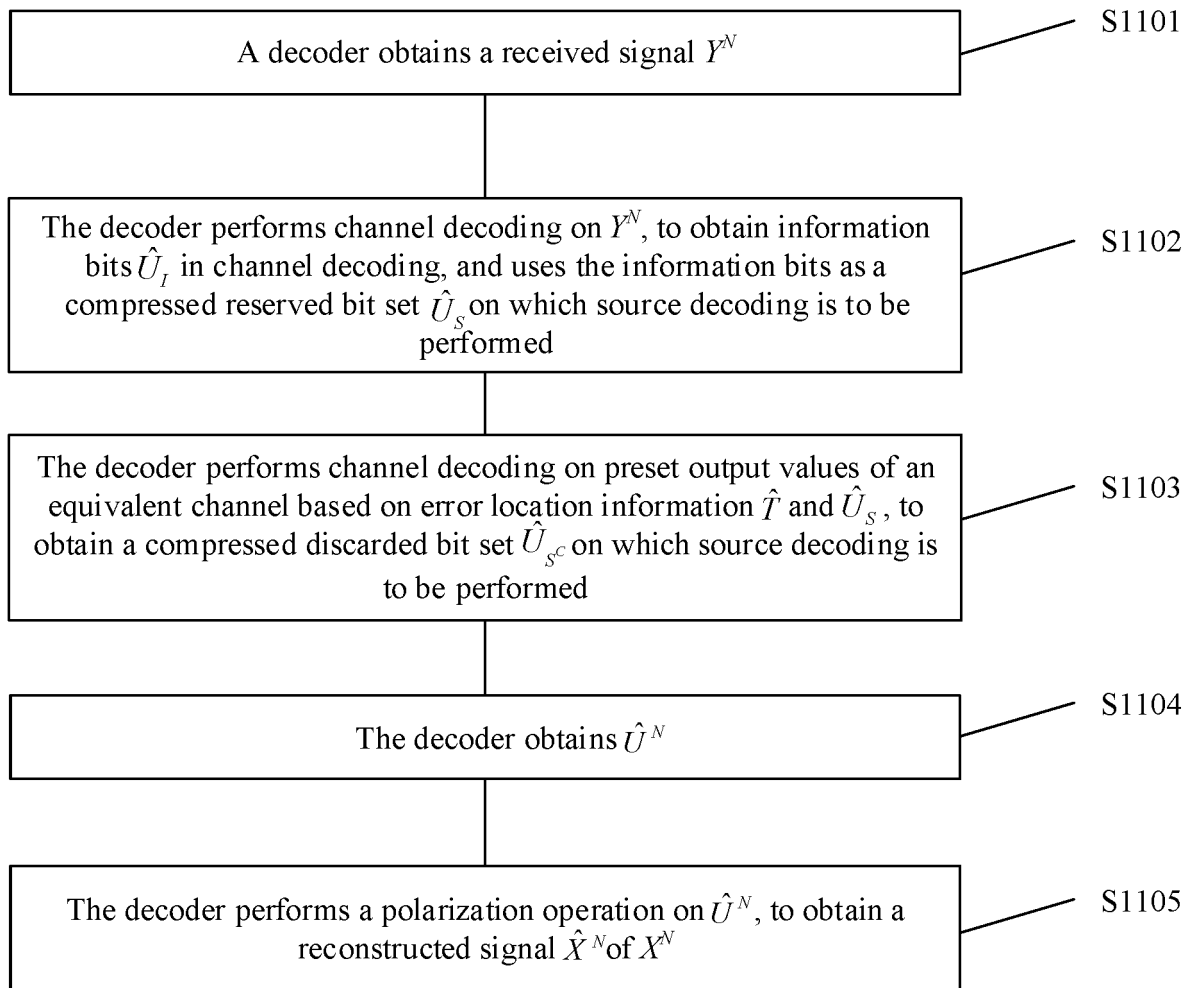 S1101
A decoder obtains a received signal Y^N
The decoder performs channel decoding on Y^N, to obtain information
bits Û_I in channel decoding, and uses the information bits as a
compressed reserved bit set Û_S on which source decoding is to be
performed
S1102
The decoder performs channel decoding on preset output values of an
equivalent channel based on error location information T̂ and Û_S, to
obtain a compressed discarded bit set Û_{S^C} on which source decoding is
to be performed
S1103
The decoder obtains Û^N
S1104
The decoder performs a polarization operation on Û^N, to obtain a
reconstructed signal X̂^N of X^N
S1105